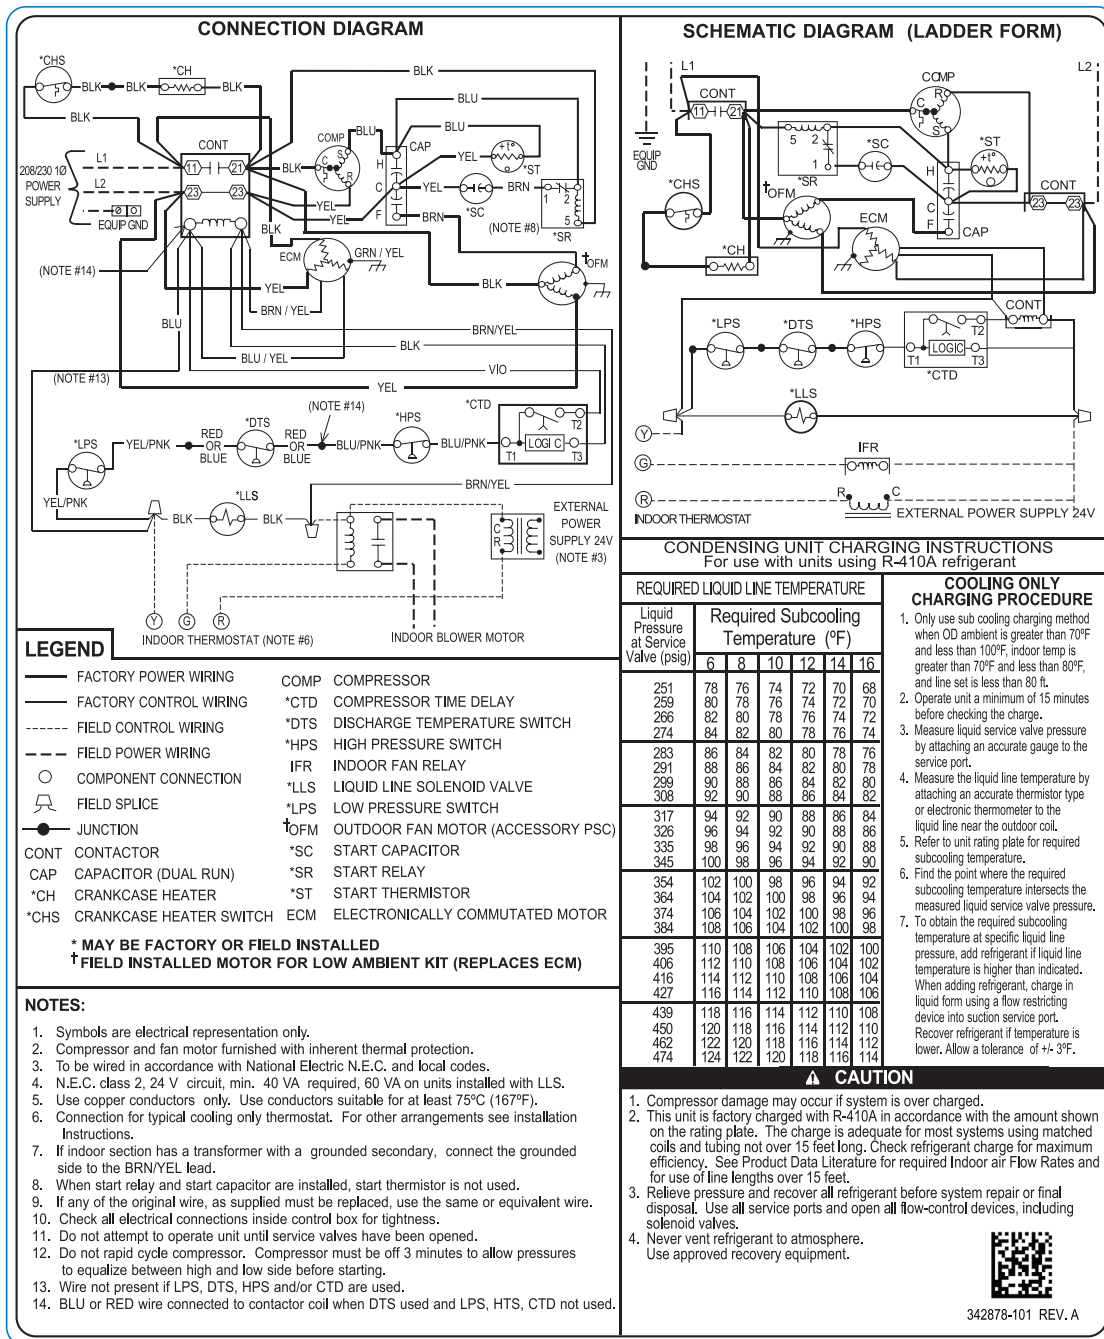 CONNECTION DIAGRAM
*CHS
BLK
BLK
*CH
BLK
BLK
208/230 1Ø
POWER
SUPPLY
L1
L2
EQUIP GND
CONT
11
21
23
23
(NOTE #14)
BLK
COMP
C
S
R
BLU
BLU
BLU
H
CAP
C
F
YEL
+t°
*ST
YEL
BRN
*SC
1
2
5
*SR
(NOTE #8)
YEL
YEL
BRN
BLK
ECM
GRN / YEL
BLK
†OFM
YEL
BRN / YEL
BLU
BRN/YEL
BLK
BLU / YEL
VIO
(NOTE #13)
YEL
(NOTE #14)
*CTD
*HPS
*DTS
*LPS
YEL/PNK
RED
OR
BLUE
RED
OR
BLUE
BLU/PNK
BLU/PNK
T1
LOGIC
T2
T3
YEL/PNK
BRN/YEL
*LLS
BLK
BLK
EXTERNAL
POWER
SUPPLY 24V
(NOTE #3)
C
R
Y
G
R
INDOOR THERMOSTAT (NOTE #6)
INDOOR BLOWER MOTOR
SCHEMATIC DIAGRAM (LADDER FORM)
L1
L2
CONT
11
21
COMP
R
C
S
EQUIP
GND
5
2
1
*SR
*SC
*ST
+t°
H
C
F
CAP
CONT
23
23
*CHS
†OFM
ECM
*CH
CONT
*LPS
*DTS
*HPS
T2
LOGIC
T1
T3
*CTD
*LLS
Y
G
IFR
R
R
C
INDOOR THERMOSTAT
EXTERNAL POWER SUPPLY 24V
LEGEND
FACTORY POWER WIRING
FACTORY CONTROL WIRING
FIELD CONTROL WIRING
FIELD POWER WIRING
COMPONENT CONNECTION
FIELD SPLICE
JUNCTION
CONT CONTACTOR
CAP CAPACITOR (DUAL RUN)
*CH CRANKCASE HEATER
*CHS CRANKCASE HEATER SWITCH
COMP COMPRESSOR
*CTD COMPRESSOR TIME DELAY
*DTS DISCHARGE TEMPERATURE SWITCH
*HPS HIGH PRESSURE SWITCH
IFR INDOOR FAN RELAY
*LLS LIQUID LINE SOLENOID VALVE
*LPS LOW PRESSURE SWITCH
†OFM OUTDOOR FAN MOTOR (ACCESSORY PSC)
*SC START CAPACITOR
*SR START RELAY
*ST START THERMISTOR
ECM ELECTRONICALLY COMMUTATED MOTOR
* MAY BE FACTORY OR FIELD INSTALLED
† FIELD INSTALLED MOTOR FOR LOW AMBIENT KIT (REPLACES ECM)
NOTES:
1. Symbols are electrical representation only.
2. Compressor and fan motor furnished with inherent thermal protection.
3. To be wired in accordance with National Electric N.E.C. and local codes.
4. N.E.C. class 2, 24 V circuit, min. 40 VA required, 60 VA on units installed with LLS.
5. Use copper conductors only. Use conductors suitable for at least 75ºC (167ºF).
6. Connection for typical cooling only thermostat. For other arrangements see installation
Instructions.
7. If indoor section has a transformer with a grounded secondary, connect the grounded
side to the BRN/YEL lead.
8. When start relay and start capacitor are installed, start thermistor is not used.
9. If any of the original wire, as supplied must be replaced, use the same or equivalent wire.
10. Check all electrical connections inside control box for tightness.
11. Do not attempt to operate unit until service valves have been opened.
12. Do not rapid cycle compressor. Compressor must be off 3 minutes to allow pressures
to equalize between high and low side before starting.
13. Wire not present if LPS, DTS, HPS and/or CTD are used.
14. BLU or RED wire connected to contactor coil when DTS used and LPS, HTS, CTD not used.
CONDENSING UNIT CHARGING INSTRUCTIONS
For use with units using R-410A refrigerant
REQUIRED LIQUID LINE TEMPERATURE
Liquid
Pressure
at Service
Valve (psig)
Required Subcooling
Temperature (ºF)
6 8 10 12 14 16
251 78 76 74 72 70 68
259 80 78 76 74 72 70
266 82 80 78 76 74 72
274 84 82 80 78 76 74
283 86 84 82 80 78 76
291 88 86 84 82 80 78
299 90 88 86 84 82 80
308 92 90 88 86 84 82
317 94 92 90 88 86 84
326 96 94 92 90 88 86
335 98 96 94 92 90 88
345 100 98 96 94 92 90
354 102 100 98 96 94 92
364 104 102 100 98 96 94
374 106 104 102 100 98 96
384 108 106 104 102 100 98
395 110 108 106 104 102 100
406 112 110 108 106 104 102
416 114 112 110 108 106 104
427 116 114 112 110 108 106
439 118 116 114 112 110 108
450 120 118 116 114 112 110
462 122 120 118 116 114 112
474 124 122 120 118 116 114
COOLING ONLY
CHARGING PROCEDURE
1. Only use sub cooling charging method
when OD ambient is greater than 70ºF
and less than 100ºF, indoor temp is
greater than 70ºF and less than 80ºF,
and line set is less than 80 ft.
2. Operate unit a minimum of 15 minutes
before checking the charge.
3. Measure liquid service valve pressure
by attaching an accurate gauge to the
service port.
4. Measure the liquid line temperature by
attaching an accurate thermistor type
or electronic thermometer to the
liquid line near the outdoor coil.
5. Refer to unit rating plate for required
subcooling temperature.
6. Find the point where the required
subcooling temperature intersects the
measured liquid service valve pressure.
7. To obtain the required subcooling
temperature at specific liquid line
pressure, add refrigerant if liquid line
temperature is higher than indicated.
When adding refrigerant, charge in
liquid form using a flow restricting
device into suction service port.
Recover refrigerant if temperature is
lower. Allow a tolerance of +/- 3ºF.
CAUTION
1. Compressor damage may occur if system is over charged.
2. This unit is factory charged with R-410A in accordance with the amount shown
on the rating plate. The charge is adequate for most systems using matched
coils and tubing not over 15 feet long. Check refrigerant charge for maximum
efficiency. See Product Data Literature for required Indoor air Flow Rates and
for use of line lengths over 15 feet.
3. Relieve pressure and recover all refrigerant before system repair or final
disposal. Use all service ports and open all flow-control devices, including
solenoid valves.
4. Never vent refrigerant to atmosphere.
Use approved recovery equipment.
342878-101 REV. A